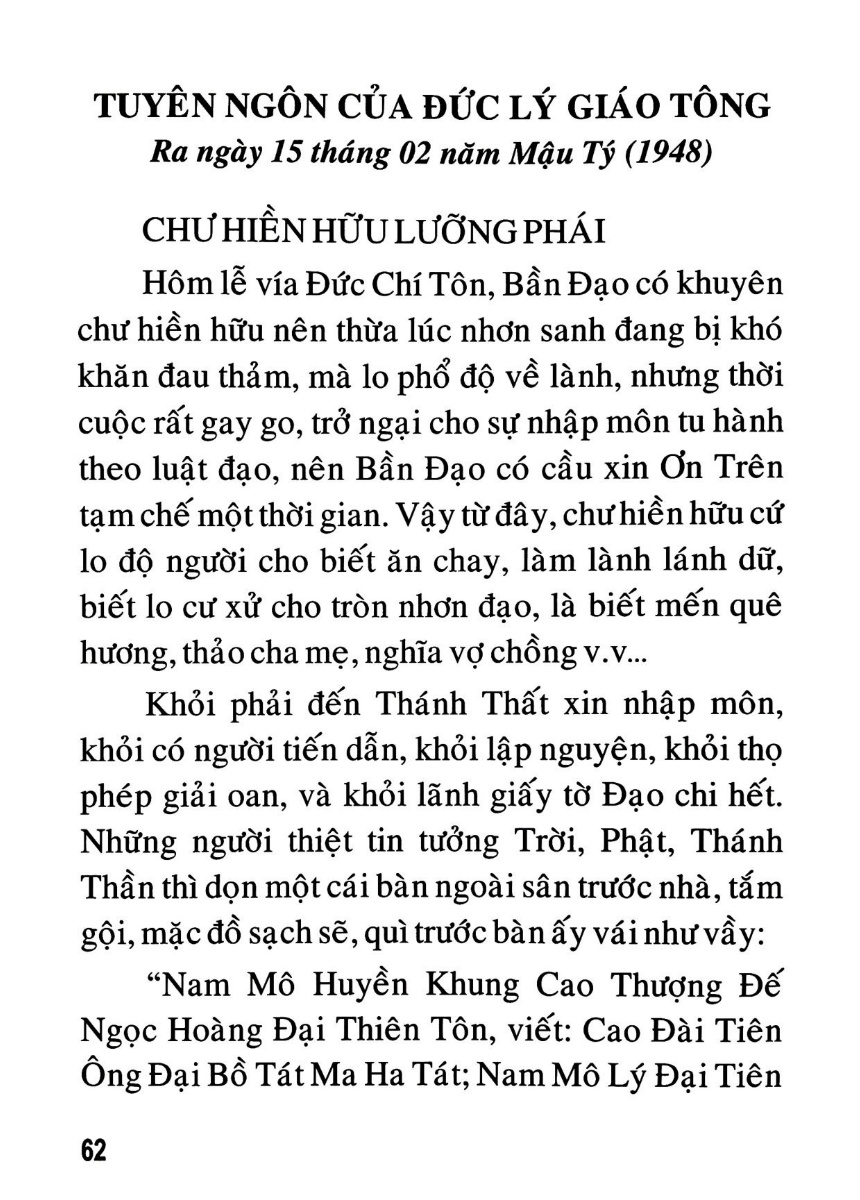 TUYÊN NGÔN CỦA ĐỨC LÝ GIÁO TÔNG
Ra ngày 15 tháng 02 năm Mậu Tý (1948)
CHƯ HIỀN HỮU LƯỠNG PHÁI
Hôm lễ vía Đức Chí Tôn, Bần Đạo có khuyên
chư hiền hữu nên thừa lúc nhơn sanh đang bị khó
khăn đau thảm, mà lo phổ độ về lành, nhưng thời
cuộc rất gay go, trở ngại cho sự nhập môn tu hành
theo luật đạo, nên Bần Đạo có cầu xin Ơn Trên
tạm chế một thời gian. Vậy từ đây, chư hiền hữu cứ
lo độ người cho biết ăn chay, làm lành lánh dữ,
biết lo cư xử cho tròn nhơn đạo, là biết mến quê
hương, thảo cha mẹ, nghĩa vợ chồng v.v...
Khỏi phải đến Thánh Thất xin nhập môn,
khỏi có người tiến dẫn, khỏi lập nguyện, khỏi thọ
phép giải oan, và khỏi lãnh giấy tờ Đạo chi hết.
Những người thiệt tin tưởng Trời, Phật, Thánh
Thần thì dọn một cái bàn ngoài sân trước nhà, tắm
gội, mặc đồ sạch sẽ, quì trước bàn ấy vái như vầy:
“Nam Mô Huyền Khung Cao Thượng Đế
Ngọc Hoàng Đại Thiên Tôn, viết: Cao Đài Tiên
Ông Đại Bồ Tát Ma Ha Tát; Nam Mô Lý Đại Tiên
62